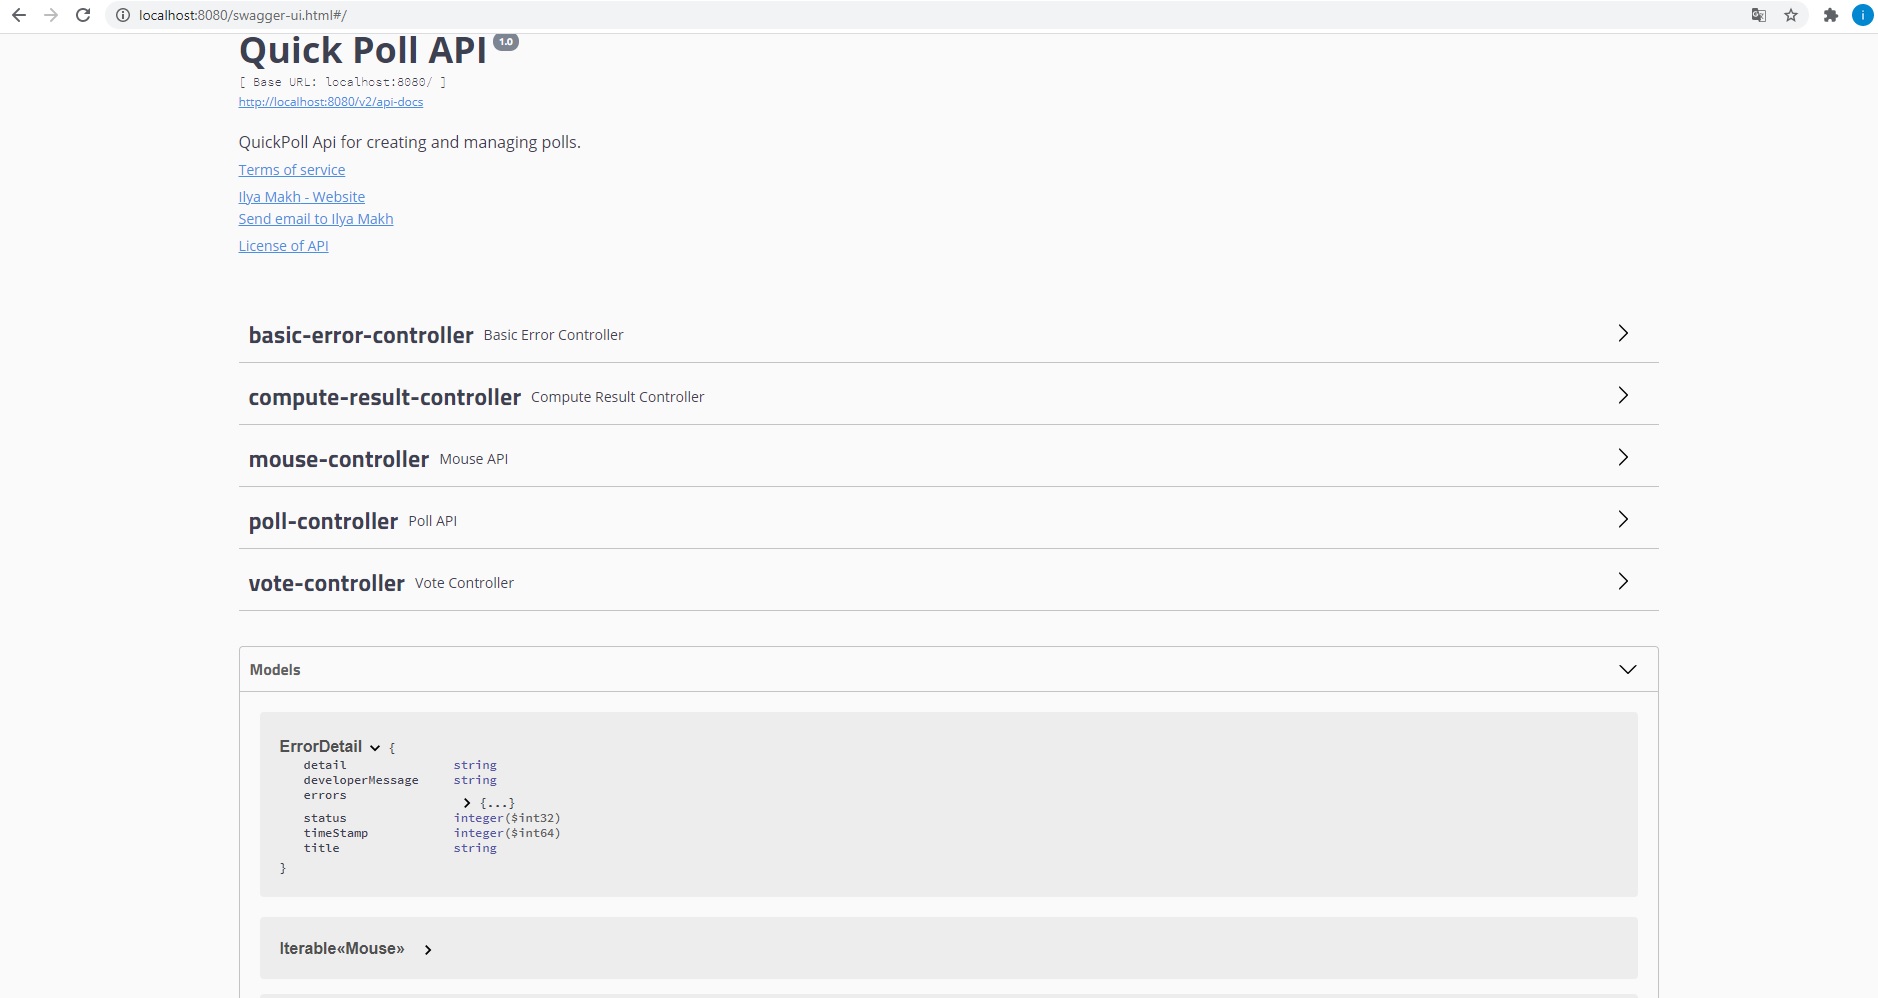 localhost:8080/swagger-ui.html#/
i
Quick Poll API 1.0
[ Base URL: localhost:8080/ ]
http://localhost:8080/v2/api-docs
QuickPoll Api for creating and managing polls.
Terms of service
Ilya Makh - Website
Send email to Ilya Makh
License of API
basic-error-controller Basic Error Controller
compute-result-controller Compute Result Controller
mouse-controller Mouse API
poll-controller Poll API
vote-controller Vote Controller
Models
ErrorDetail {
detail string
developerMessage string
errors {...}
status integer($int32)
timeStamp integer($int64)
title string
}
Iterable«Mouse»